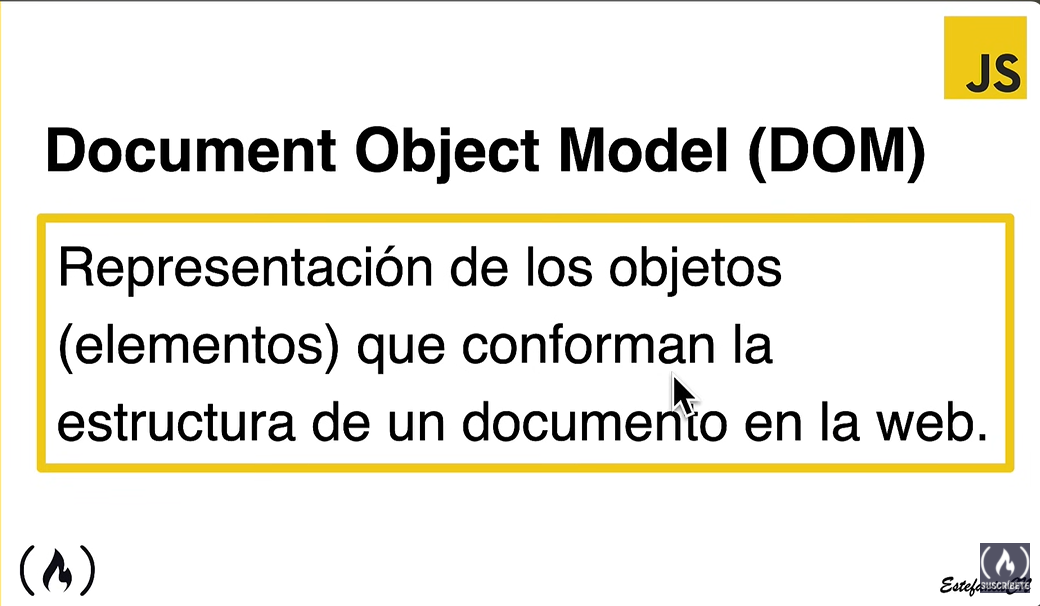 JS
Document Object Model (DOM)
Representación de los objetos
(elementos) que conforman la
estructura de un documento en la web.
SUSCRÍBETE